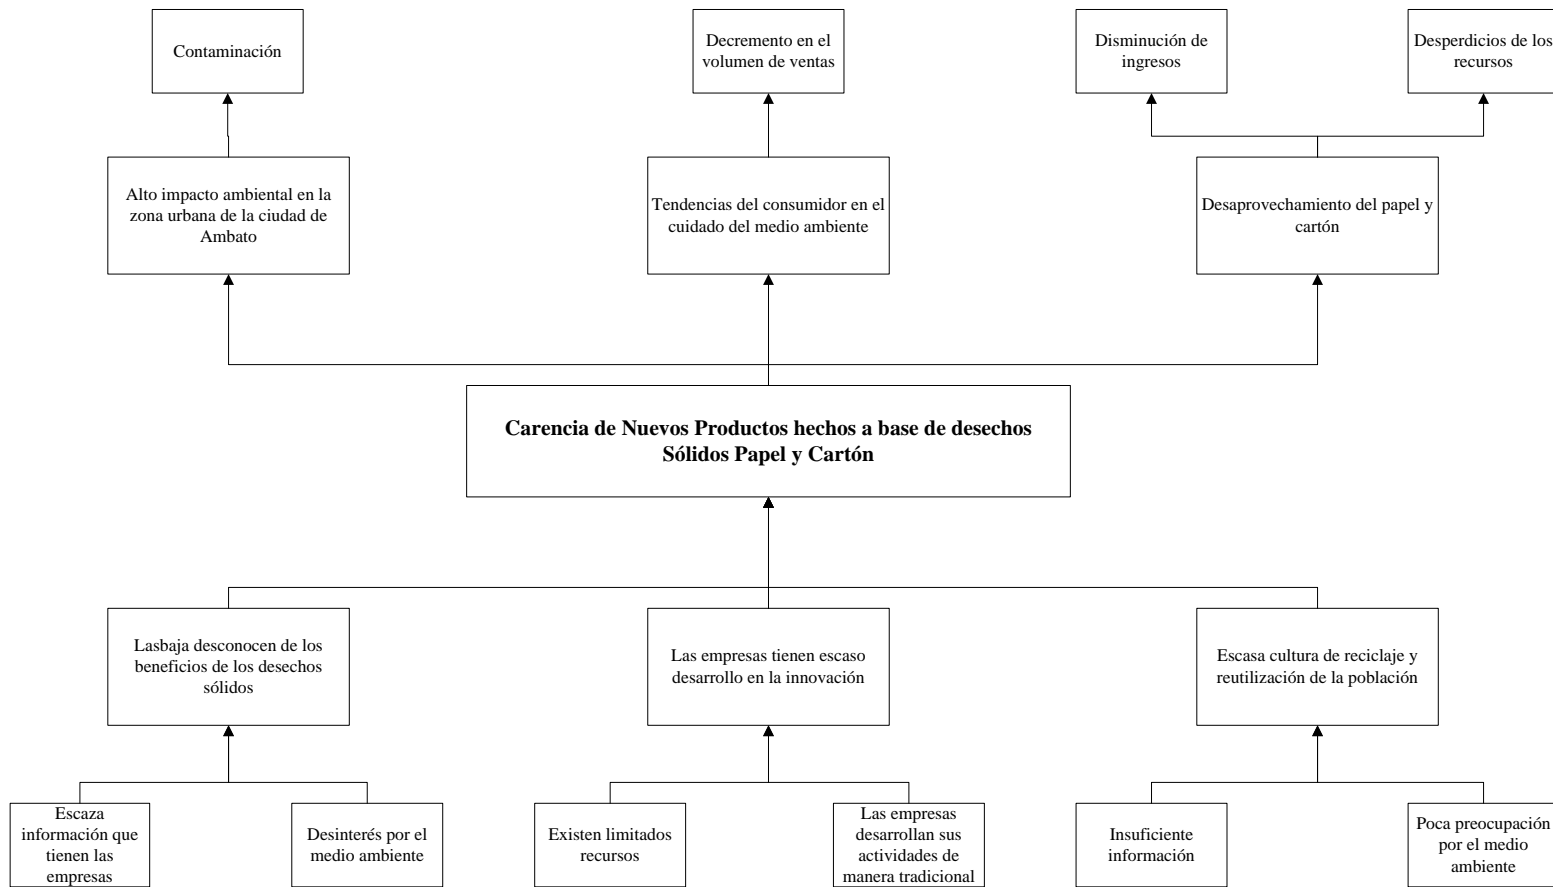 Contaminación
Decremento en el
volumen de ventas
Disminución de
ingresos
Desperdicios de los
recursos
Alto impacto ambiental en la
zona urbana de la ciudad de
Ambato
Tendencias del consumidor en el
cuidado del medio ambiente
Desaprovechamiento del papel y
cartón
Carencia de Nuevos Productos hechos a base de desechos
Sólidos Papel y Cartón
Lasbaja desconocen de los
beneficios de los desechos
sólidos
Las empresas tienen escaso
desarrollo en la innovación
Escasa cultura de reciclaje y
reutilización de la población
Escaza
información que
tienen las
empresas
Desinterés por el
medio ambiente
Existen limitados
recursos
Las empresas
desarrollan sus
actividades de
manera tradicional
Insuficiente
información
Poca preocupación
por el medio
ambiente